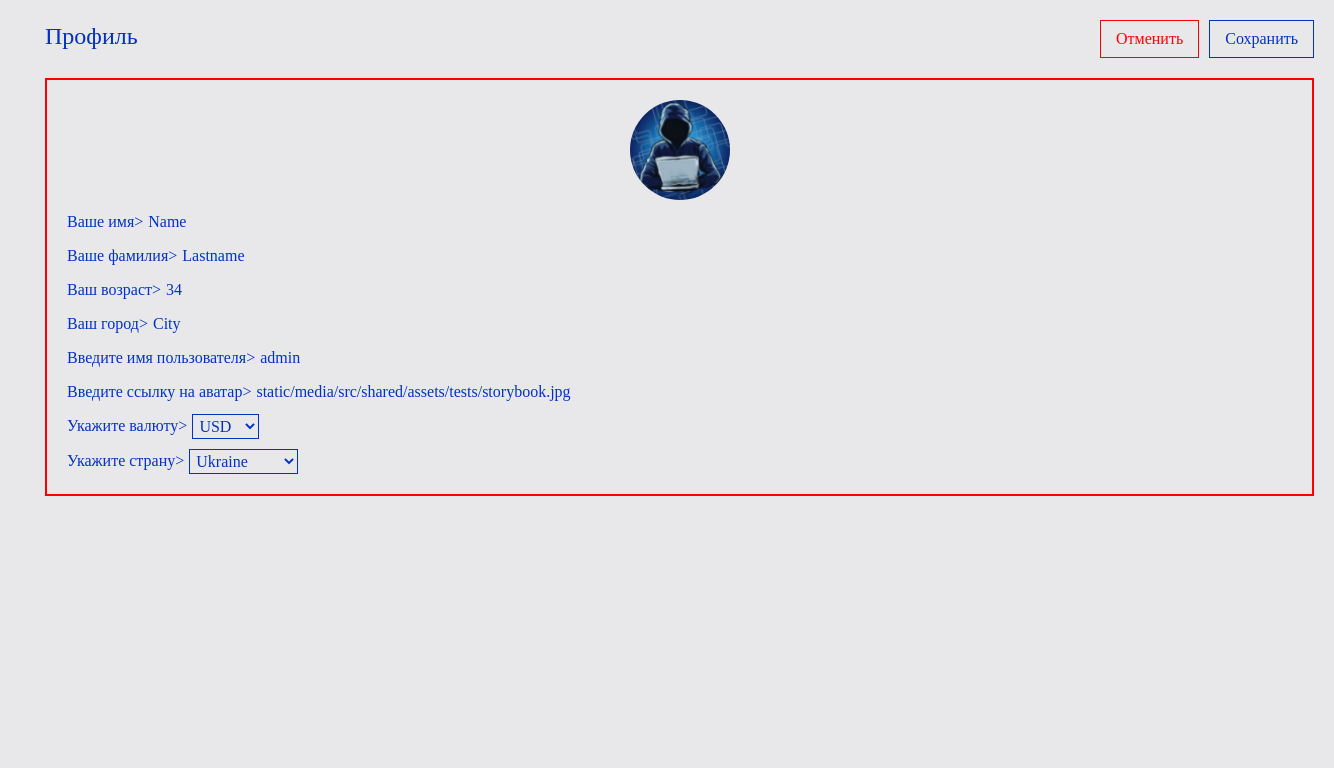 Профиль
Отменить
Сохранить
Ваше имя> Name
Ваше фамилия> Lastname
Ваш возраст> 34
Ваш город> City
Введите имя пользователя> admin
Введите ссылку на аватар> static/media/src/shared/assets/tests/storybook.jpg
Укажите валюту> USD
Укажите страну> Ukraine